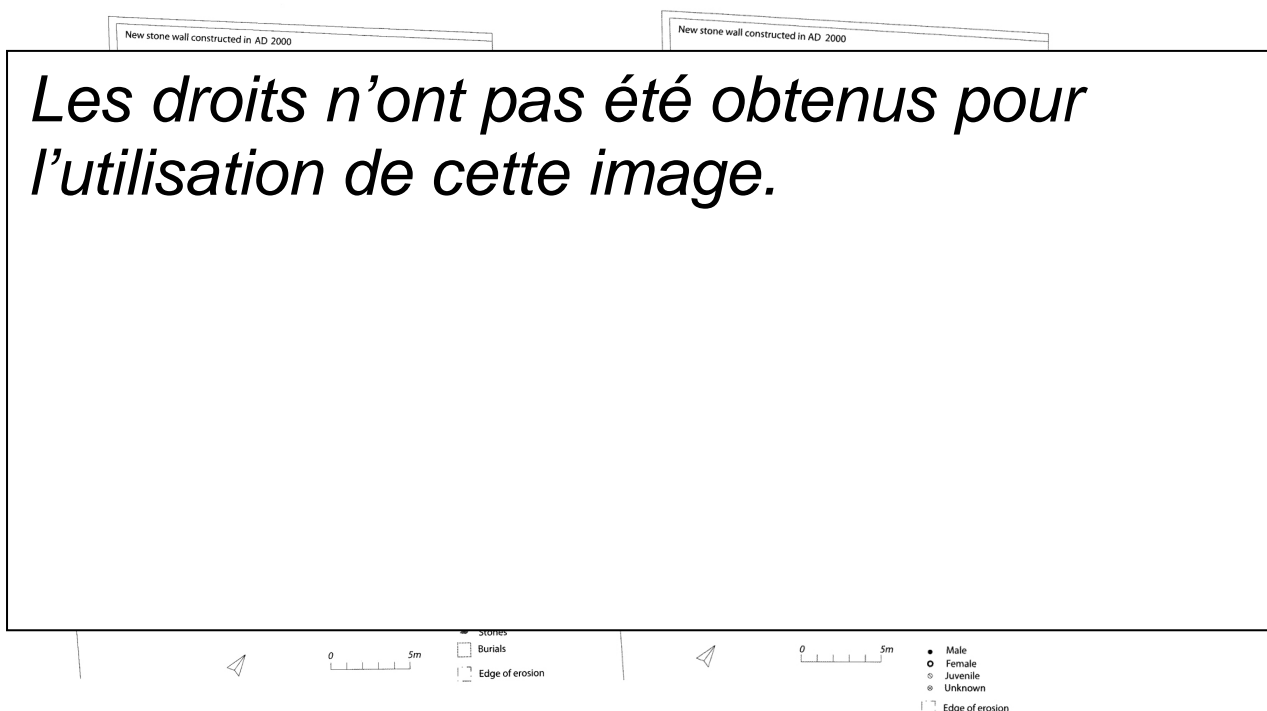 New stone wall constructed in AD 2000
New stone wall constructed in AD 2000
Les droits n'ont pas été obtenus pour
l'utilisation de cette image.
Stones
Burials
Edge of erosion
0 5m
0 5m
Male
Female
Juvenile
Unknown
Edge of erosion